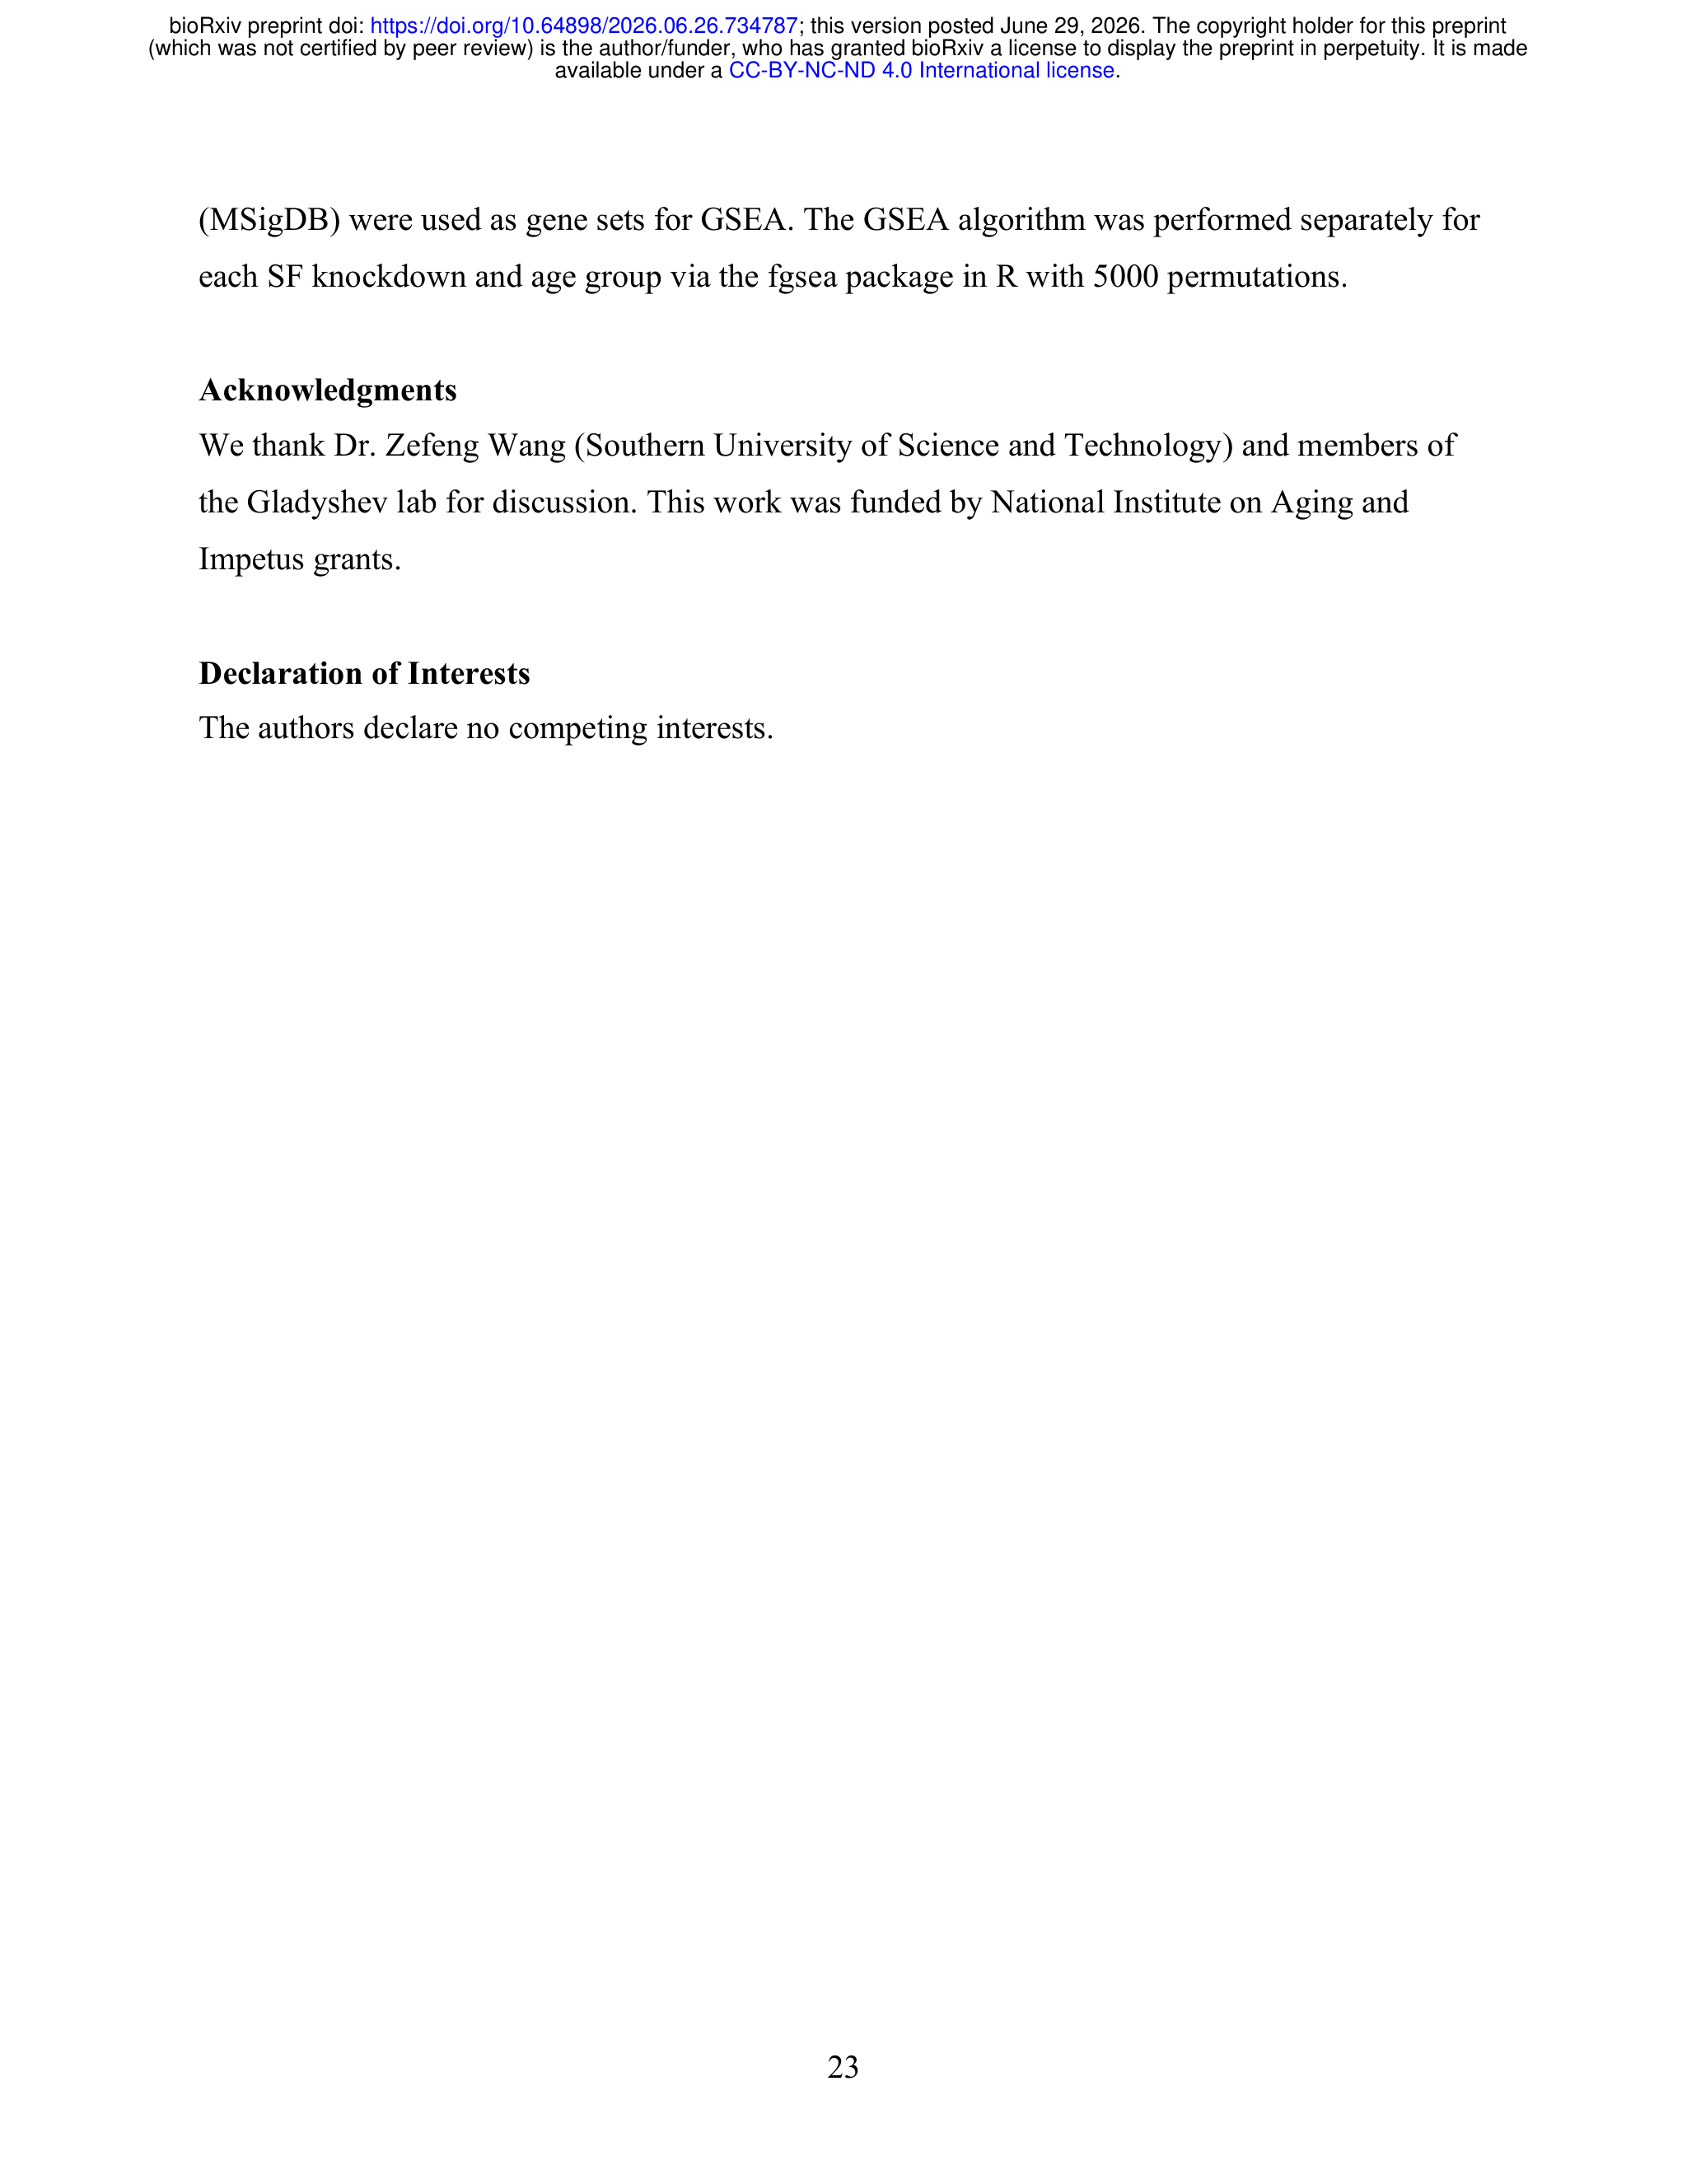 bioRxiv preprint doi: https://doi.org/10.64898/2026.06.26.734787; this version posted June 29, 2026. The copyright holder for this preprint
(which was not certified by peer review) is the author/funder, who has granted bioRxiv a license to display the preprint in perpetuity. It is made
available under a CC-BY-NC-ND 4.0 International license.
(MSigDB) were used as gene sets for GSEA. The GSEA algorithm was performed separately for
each SF knockdown and age group via the fgsea package in R with 5000 permutations.
Acknowledgments
We thank Dr. Zefeng Wang (Southern University of Science and Technology) and members of
the Gladyshev lab for discussion. This work was funded by National Institute on Aging and
Impetus grants.
Declaration of Interests
The authors declare no competing interests.
23